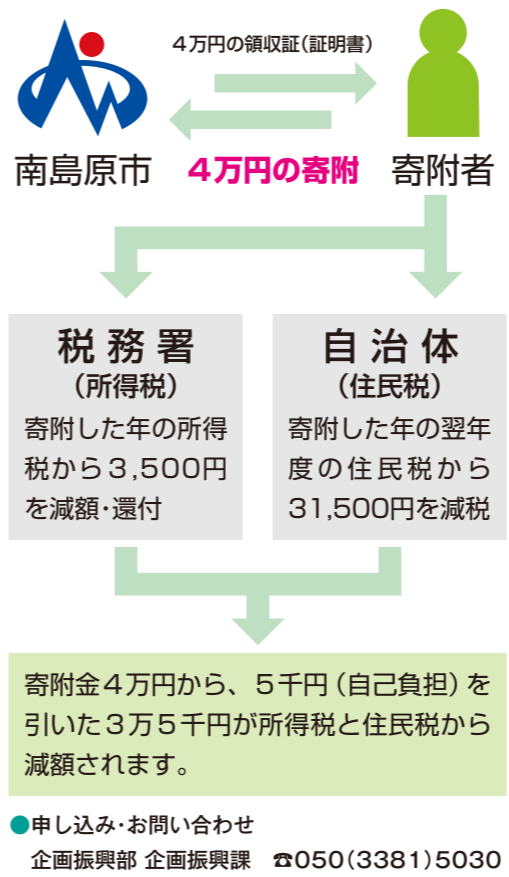 4万円の領収証(証明書)
南島原市
4万円の寄附
寄附者
税務署
(所得税)
寄附した年の所得
税から3,500円
を減額・還付
自治体
(住民税)
寄附した年の翌年
度の住民税から
31,500円を減税
寄附金4万円から、5千円(自己負担)を
引いた3万5千円が所得税と住民税から
減額されます。
●申し込み・お問い合わせ
企画振興部 企画振興課 ☎050(3381)5030